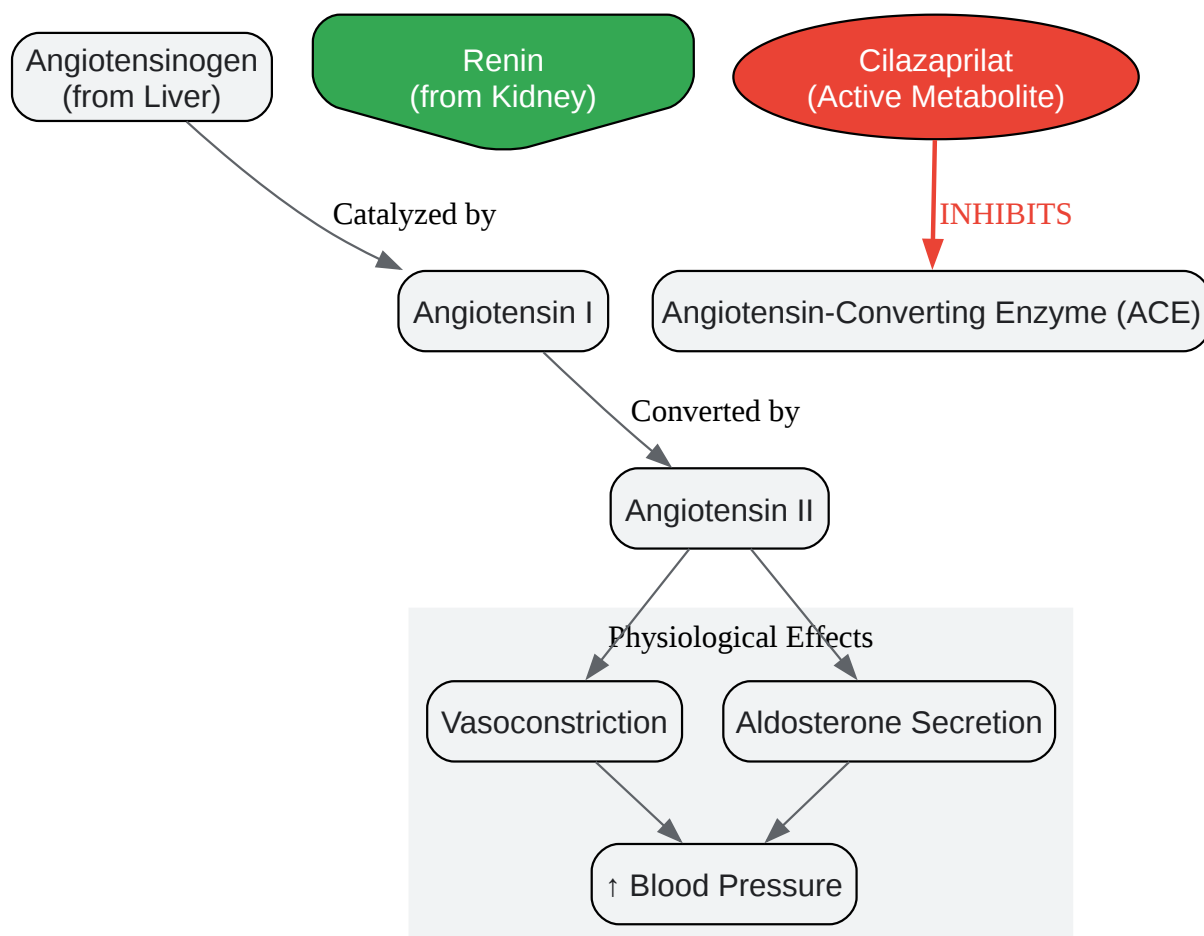 Angiotensinogen
(from Liver)
Renin
(from Kidney)
Cilazaprilat
(Active Metabolite)
Catalyzed by
INHIBITS
Angiotensin I
Angiotensin-Converting Enzyme (ACE)
Converted by
Angiotensin II
Physiological Effects
Vasoconstriction
Aldosterone Secretion
↑ Blood Pressure